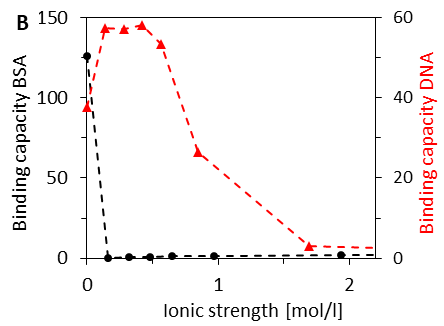 B
Binding capacity BSA
150
100
50
0
60
40
20
0
Binding capacity DNA
0
1
2
Ionic strength [mol/l]